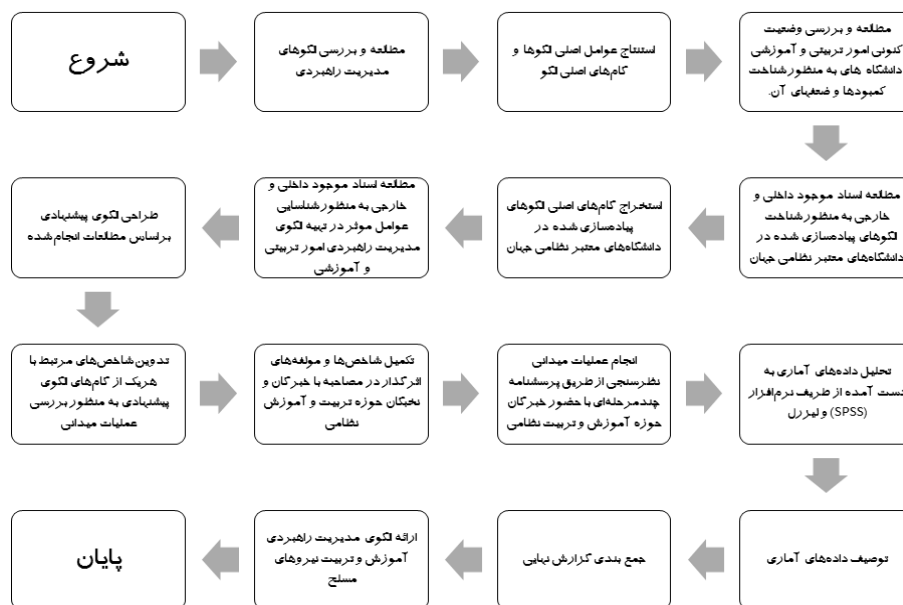 شروع
مطالعه و بررسی الگوهای
مدیریت راهبردی
استنتاج عوامل اصلی الگوها و
گام‌های اصلی الگو
مطالعه و بررسی وضعیت
کنونی امور تربیتی و آموزشی
دانشگاه های به منظور شناخت
کمبودها و ضعفهای آن.
مطالعه اسناد موجود داخلی و
خارجی به منظور شناخت
الگوهای پیاده‌سازی شده در
دانشگاه‌های معتبر نظامی جهان
استخراج گام‌های اصلی الگوهای
پیاده‌سازی شده در
دانشگاه‌های معتبر نظامی جهان
مطالعه اسناد موجود داخلی و
خارجی به منظور شناسایی
عوامل موثر در تهیه الگوی
مدیریت راهبردی امور تربیتی
و آموزشی
طراحی الگوی پیشنهادی
براساس مطالعات انجام شده
تدوین شاخص‌های مرتبط با
هریک از گام‌های الگوی
پیشنهادی به منظور بررسی
عملیات میدانی
تکمیل شاخص‌ها و مولفه‌های
اثرگذار در مصاحبه با خبرگان و
نخبگان حوزه تربیت و آموزش
نظامی
انجام عملیات میدانی
نظرسنجی از طریق پرسشنامه
چندمرحله‌ای با حضور خبرگان
حوزه آموزش و تربیت نظامی
تحلیل داده‌های آماری به
دست آمده از طریف نرم‌افزار
(SPSS) و لیزرل
توصیف داده‌های آماری
جمع بندی گزارش نهایی
ارائه الگوی مدیریت راهبردی
آموزش و تربیت نیروهای
مسلح
پایان